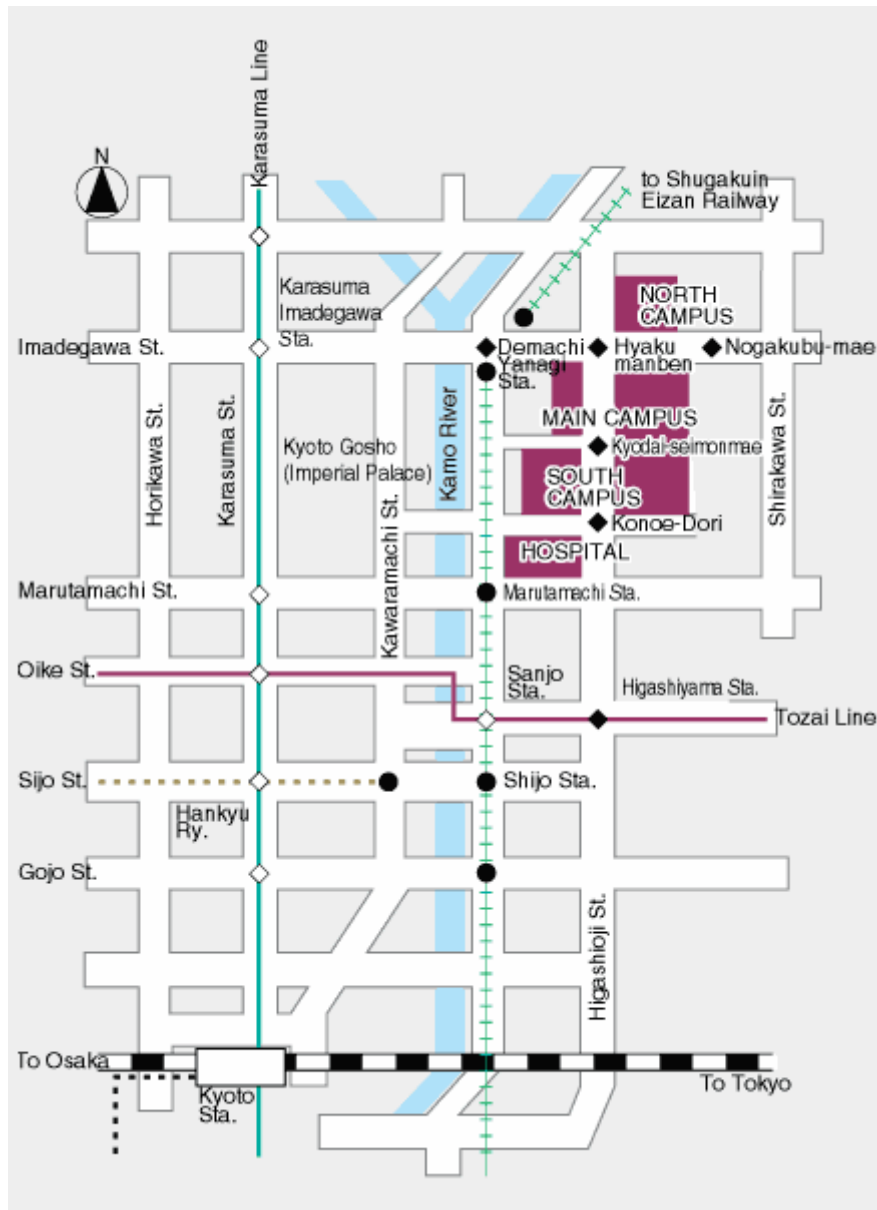 Karasuma Line
N
to Shugakuin
Eizan Railway
Karasuma
Imadegawa
Sta.
NORTH
CAMPUS
Imadegawa St.
Demachi
Yanagi
Sta.
Hyaku
manben
Nogakubu-mae
Horikawa St.
Karasuma St.
Kyoto Gosho
(Imperial Palace)
Kawaramachi St.
Kamo River
MAIN CAMPUS
Kyodai-seimonmae
SOUTH
CAMPUS
Shirakawa St.
Konoe-Dori
HOSPITAL
Marutamachi St.
Marutamachi Sta.
Oike St.
Sanjo
Sta.
Higashiyama Sta.
Tozai Line
Sijo St.
Hankyu
Ry.
Shijo Sta.
Gojo St.
Higashioji St.
To Osaka
Kyoto
Sta.
To Tokyo